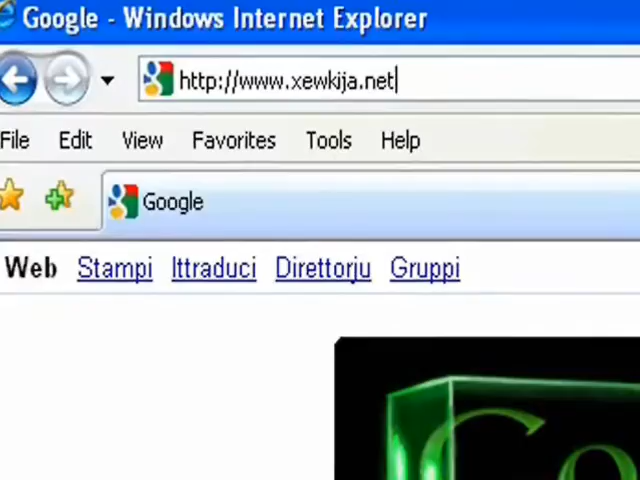 Google - Windows Internet Explorer
http://www.xewkija.net
File Edit View Favorites Tools Help
Google
Web Stampi Ittraduci Direttorju Gruppi